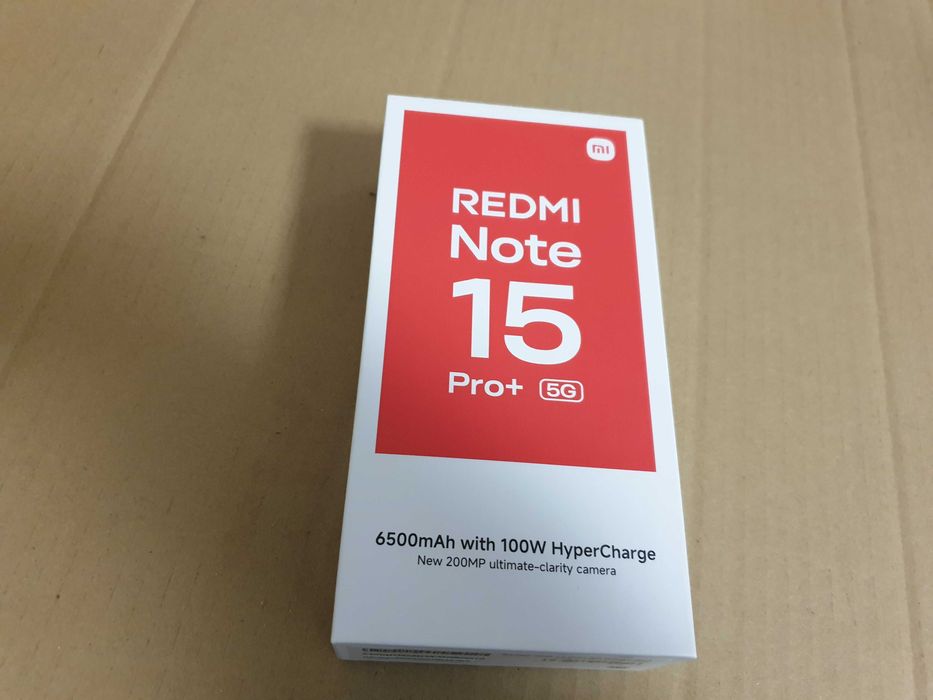 mi
REDMI
Note
15
Pro+ 5G
6500mAh with 100W HyperCharge
New 200MP ultimate-clarity camera